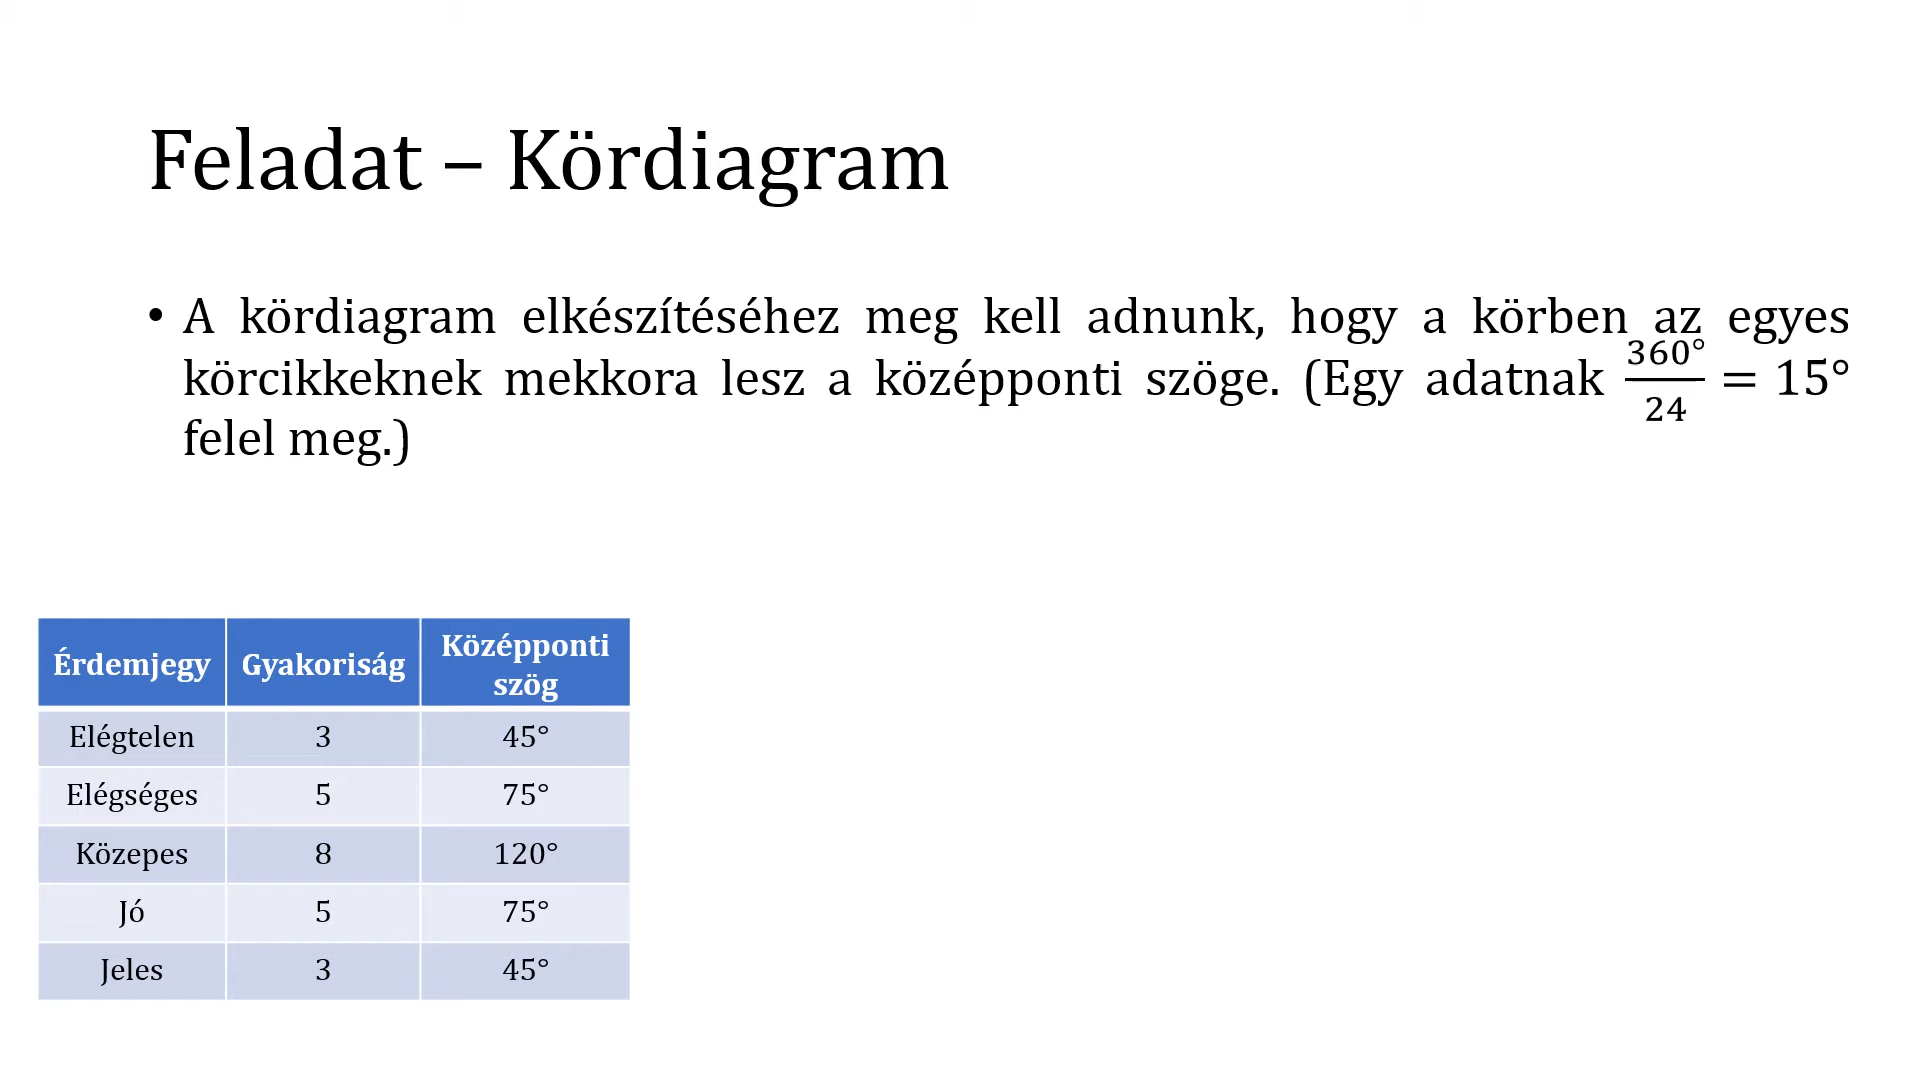 Feladat – Kördiagram
• A kördiagram elkészítéséhez meg kell adnunk, hogy a körben az egyes
körcikkeknek mekkora lesz a középponti szöge. (Egy adatnak 360°/24 = 15°
felel meg.)
Érdemjegy Gyakoriság Középponti szög
Elégtelen 3 45°
Elégséges 5 75°
Közepes 8 120°
Jó 5 75°
Jeles 3 45°